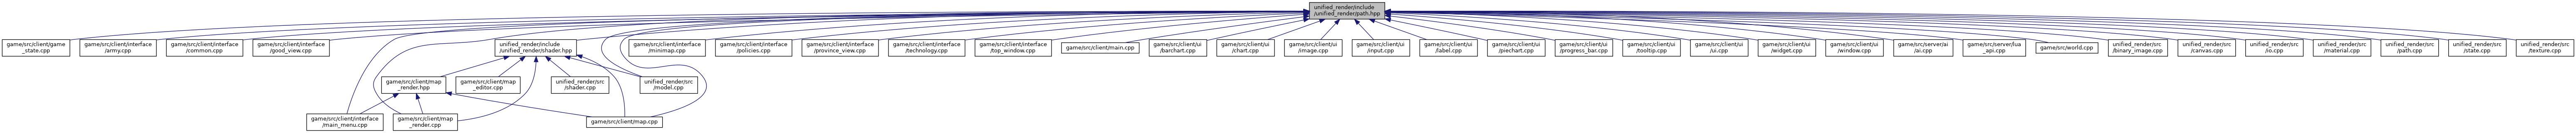 unified_render/include
/unified_render/path.hpp
game/src/client/game
_state.cpp
game/src/client/interface
/army.cpp
game/src/client/interface
/common.cpp
game/src/client/interface
/good_view.cpp
unified_render/include
/unified_render/shader.hpp
game/src/client/interface
/minimap.cpp
game/src/client/interface
/policies.cpp
game/src/client/interface
/province_view.cpp
game/src/client/interface
/technology.cpp
game/src/client/interface
/top_window.cpp
game/src/client/main.cpp
game/src/client/ui
/barchart.cpp
game/src/client/ui
/chart.cpp
game/src/client/ui
/image.cpp
game/src/client/ui
/input.cpp
game/src/client/ui
/label.cpp
game/src/client/ui
/piechart.cpp
game/src/client/ui
/progress_bar.cpp
game/src/client/ui
/tooltip.cpp
game/src/client/ui
/ui.cpp
game/src/client/ui
/widget.cpp
game/src/client/ui
/window.cpp
game/src/server/ai
/ai.cpp
game/src/server/lua
_api.cpp
game/src/world.cpp
unified_render/src
/binary_image.cpp
unified_render/src
/canvas.cpp
unified_render/src
/io.cpp
unified_render/src
/material.cpp
unified_render/src
/path.cpp
unified_render/src
/state.cpp
unified_render/src
/texture.cpp
game/src/client/map
_render.hpp
game/src/client/map
_editor.cpp
unified_render/src
/shader.cpp
unified_render/src
/model.cpp
game/src/client/interface
/main_menu.cpp
game/src/client/map
_render.cpp
game/src/client/map.cpp